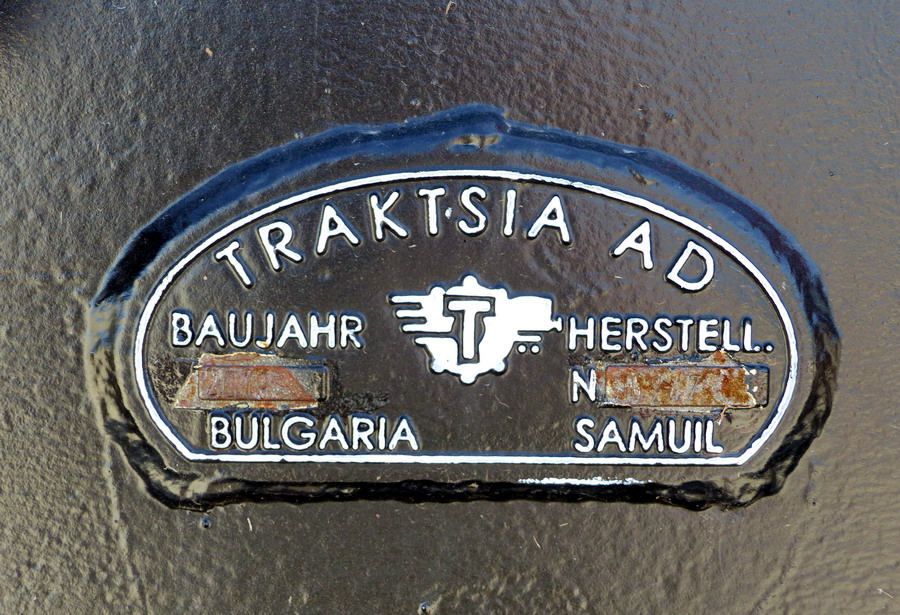 TRAKTSIA AD
T
BAUJAHR HERSTELL.
N
BULGARIA SAMUIL